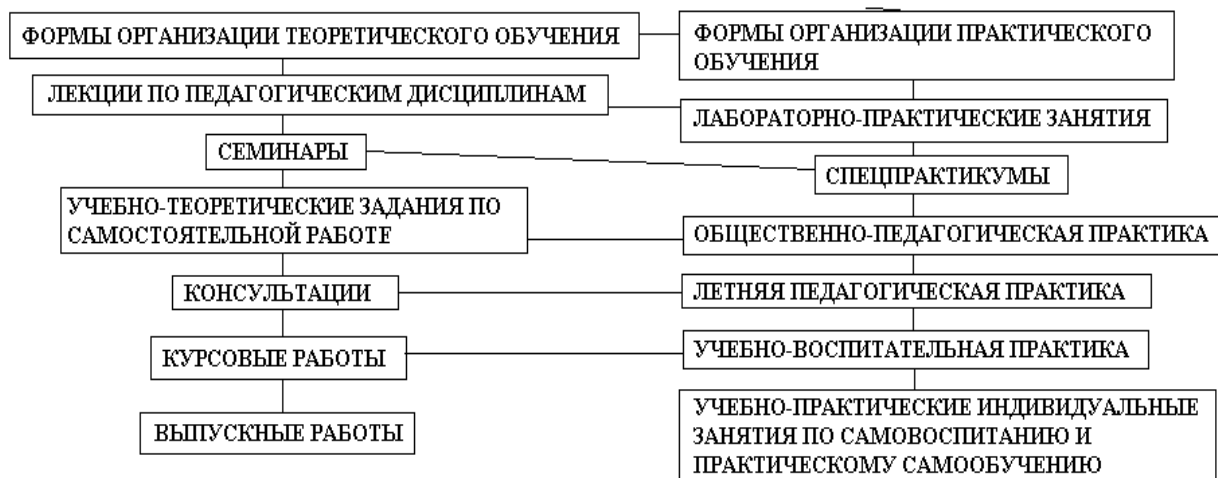 ФОРМЫ ОРГАНИЗАЦИИ ТЕОРЕТИЧЕСКОГО ОБУЧЕНИЯ
ЛЕКЦИИ ПО ПЕДАГОГИЧЕСКИМ ДИСЦИПЛИНАМ
СЕМИНАРЫ
УЧЕБНО-ТЕОРЕТИЧЕСКИЕ ЗАДАНИЯ ПО
САМОСТОЯТЕЛЬНОЙ РАБОТЕ
КОНСУЛЬТАЦИИ
КУРСОВЫЕ РАБОТЫ
ВЫПУСКНЫЕ РАБОТЫ
ФОРМЫ ОРГАНИЗАЦИИ ПРАКТИЧЕСКОГО
ОБУЧЕНИЯ
ЛАБОРАТОРНО-ПРАКТИЧЕСКИЕ ЗАНЯТИЯ
СПЕЦПРАКТИКУМЫ
ОБЩЕСТВЕННО-ПЕДАГОГИЧЕСКАЯ ПРАКТИКА
ЛЕТНЯЯ ПЕДАГОГИЧЕСКАЯ ПРАКТИКА
УЧЕБНО-ВОСПИТАТЕЛЬНАЯ ПРАКТИКА
УЧЕБНО-ПРАКТИЧЕСКИЕ ИНДИВИДУАЛЬНЫЕ
ЗАНЯТИЯ ПО САМОВОСПИТАНИЮ И
ПРАКТИЧЕСКОМУ САМООБУЧЕНИЮ